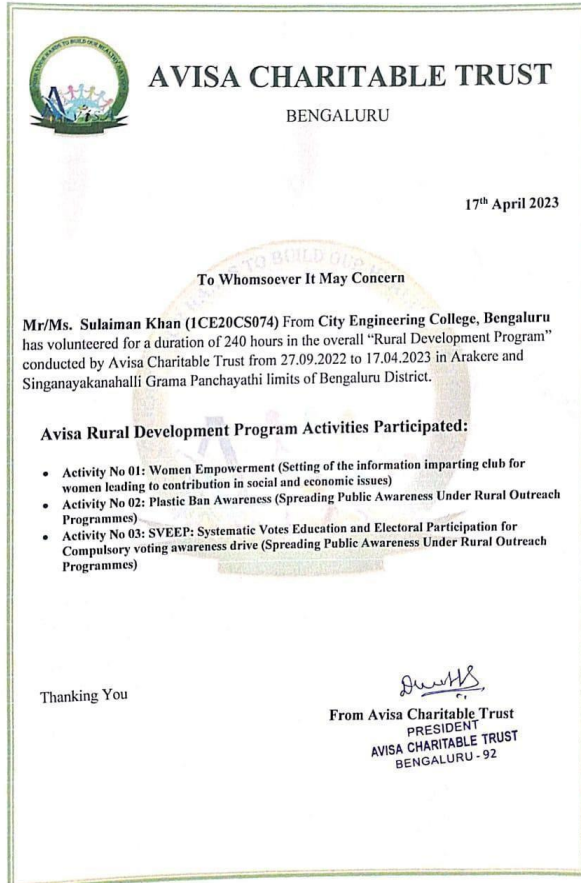 AVISA CHARITABLE TRUST
BENGALURU
17th April 2023
To Whomsoever It May Concern
Mr/Ms. Sulaiman Khan (1CE20CS074) From City Engineering College, Bengaluru
has volunteered for a duration of 240 hours in the overall “Rural Development Program”
conducted by Avisa Charitable Trust from 27.09.2022 to 17.04.2023 in Arakere and
Singanayakanahalli Grama Panchayathi limits of Bengaluru District.
Avisa Rural Development Program Activities Participated:
• Activity No 01: Women Empowerment (Setting of the information imparting club for
women leading to contribution in social and economic issues)
• Activity No 02: Plastic Ban Awareness (Spreading Public Awareness Under Rural Outreach
Programmes)
• Activity No 03: SVEEP: Systematic Votes Education and Electoral Participation for
Compulsory voting awareness drive (Spreading Public Awareness Under Rural Outreach
Programmes)
Thanking You
From Avisa Charitable Trust
PRESIDENT
AVISA CHARITABLE TRUST
BENGALURU - 92